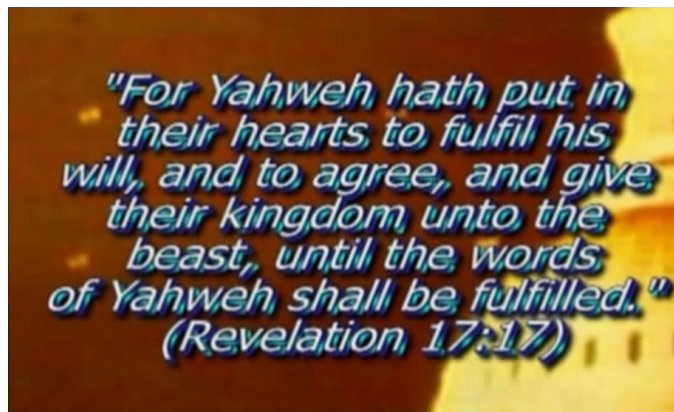 "For Yahweh hath put in
their hearts to fulfil his
will, and to agree, and give
their kingdom unto the
beast, until the words
of Yahweh shall be fulfilled."
(Revelation 17:17)